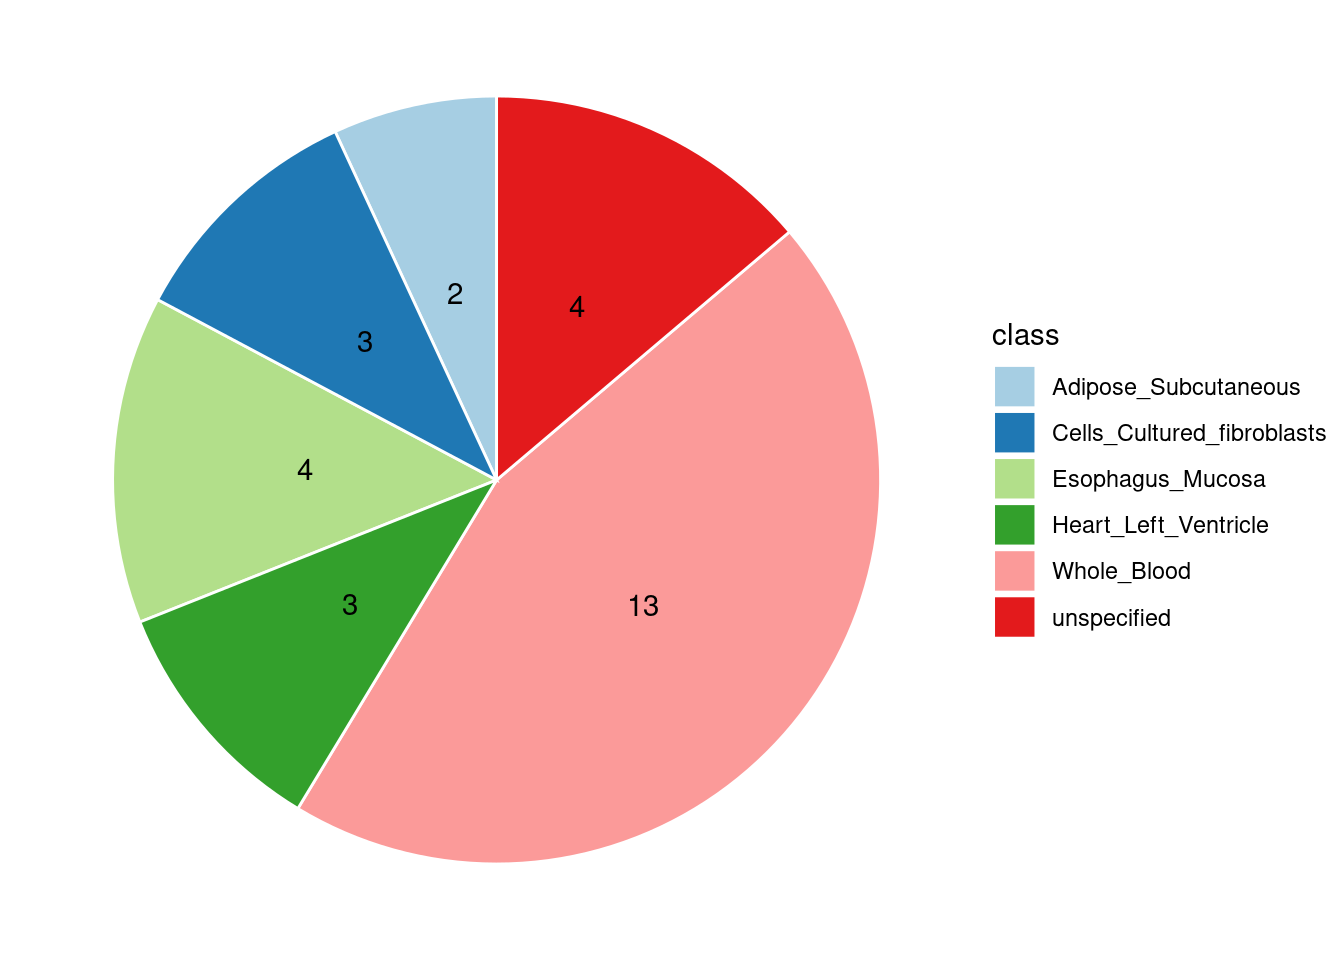 2
4
3
4
3
13
class
Adipose_Subcutaneous
Cells_Cultured_fibroblasts
Esophagus_Mucosa
Heart_Left_Ventricle
Whole_Blood
unspecified